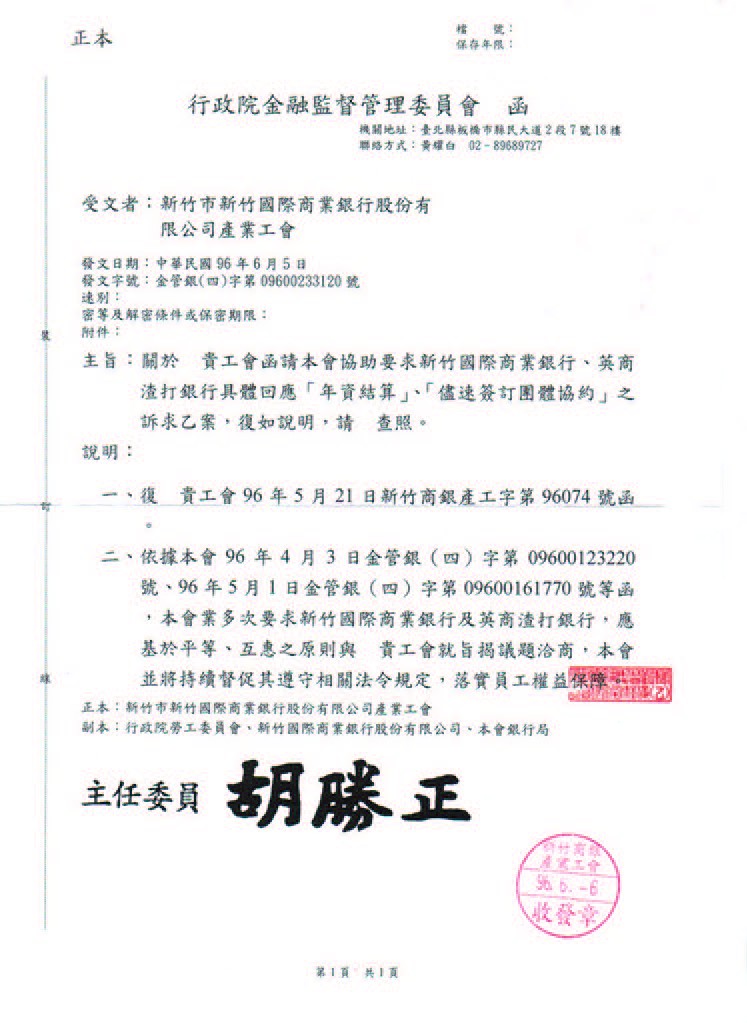 正本
檔　　號：
保存年限：
行政院金融監督管理委員會　函
機關地址：臺北縣板橋市縣民大道2段7號18樓
聯絡方式：黃耀白　02-89689727
受文者：新竹市新竹國際商業銀行股份有
限公司產業工會
發文日期：中華民國96年6月5日
發文字號：金管銀(四)字第09600233120號
速別：
密等及解密條件或保密期限：
附件：
裝
主旨：關於　貴工會函請本會協助要求新竹國際商業銀行、英商
渣打銀行具體回應「年資結算」、「儘速簽訂團體協約」之
訴求乙案，復如說明，請　查照。
說明：
一、復　貴工會96年5月21日新竹商銀產工字第96074號函
訂
。
二、依據本會96年4月3日金管銀（四）字第09600123220
號、96年5月1日金管銀（四）字第09600161770號等函
，本會業多次要求新竹國際商業銀行及英商渣打銀行，應
基於平等、互惠之原則與　貴工會就旨揭議題洽商，本會
線
並將持續督促其遵守相關法令規定，落實員工權益保障。
正本：新竹市新竹國際商業銀行股份有限公司產業工會
副本：行政院勞工委員會、新竹國際商業銀行股份有限公司、本會銀行局
主任委員 胡勝正
新竹商銀
產業工會
96.6.-6
收發章
第1頁　共1頁